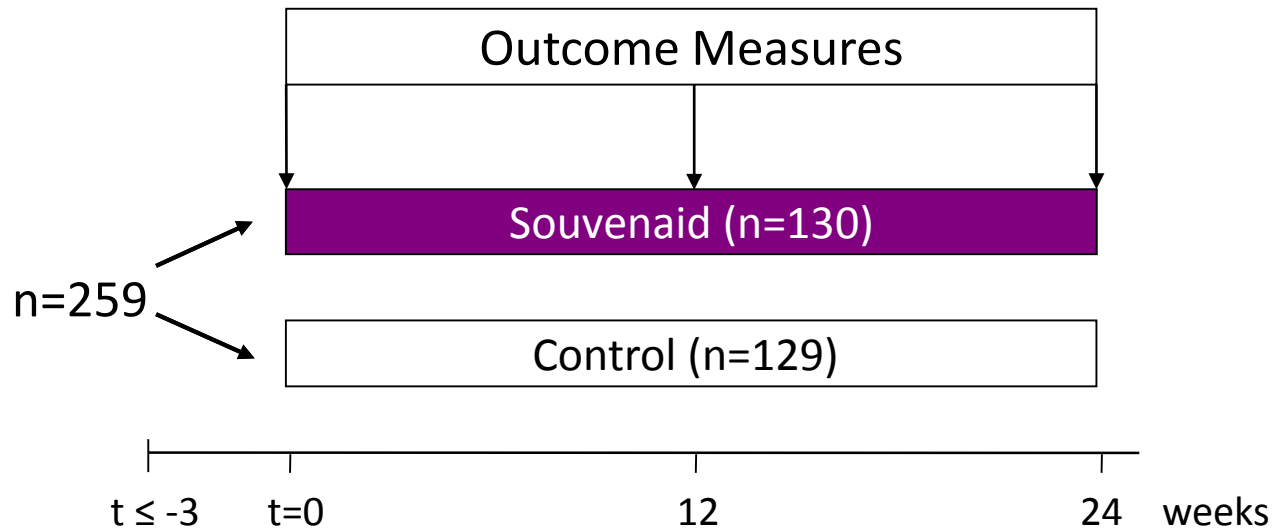 Outcome Measures
Souvenaid (n=130)
n=259
Control (n=129)
t ≤ -3 t=0 12 24 weeks